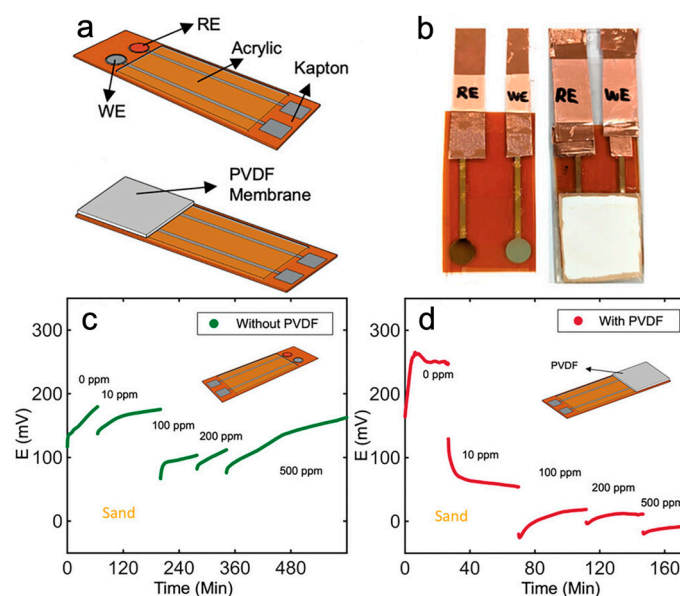 a
RE
Acrylic
Kapton
WE
PVDF
Membrane
b
RE
WE
RE
WE
c
Without PVDF
E (mV)
300
200
100
0
0 ppm
10 ppm
100 ppm
200 ppm
500 ppm
Sand
0
120
240
360
480
Time (Min)
d
With PVDF
E (mV)
300
200
100
0
0 ppm
PVDF
10 ppm
100 ppm
200 ppm
500 ppm
Sand
0
40
80
120
160
Time (Min)